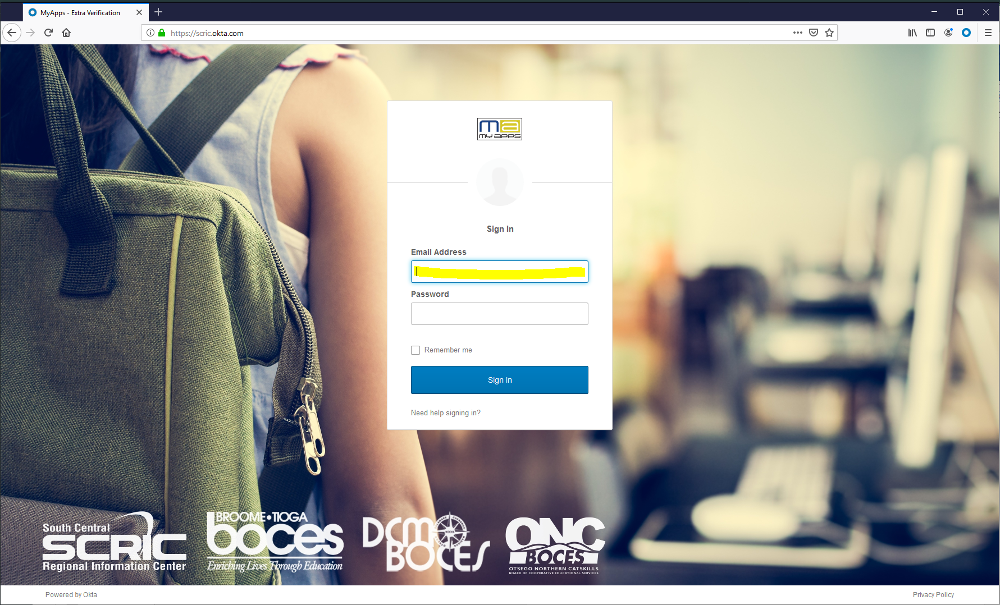 MyApps - Extra Verification
https://scric.okta.com
ma
my apps
Sign In
Email Address
Password
Remember me
Sign In
Need help signing in?
South Central
SCRIC
Regional Information Center
BROOME•TIOGA
boces
Enriching Lives Through Education
DCMO
BOCES
ONC
BOCES
OTSEGO NORTHERN CATSKILLS
BOARD OF COOPERATIVE EDUCATIONAL SERVICES
Powered by Okta
Privacy Policy